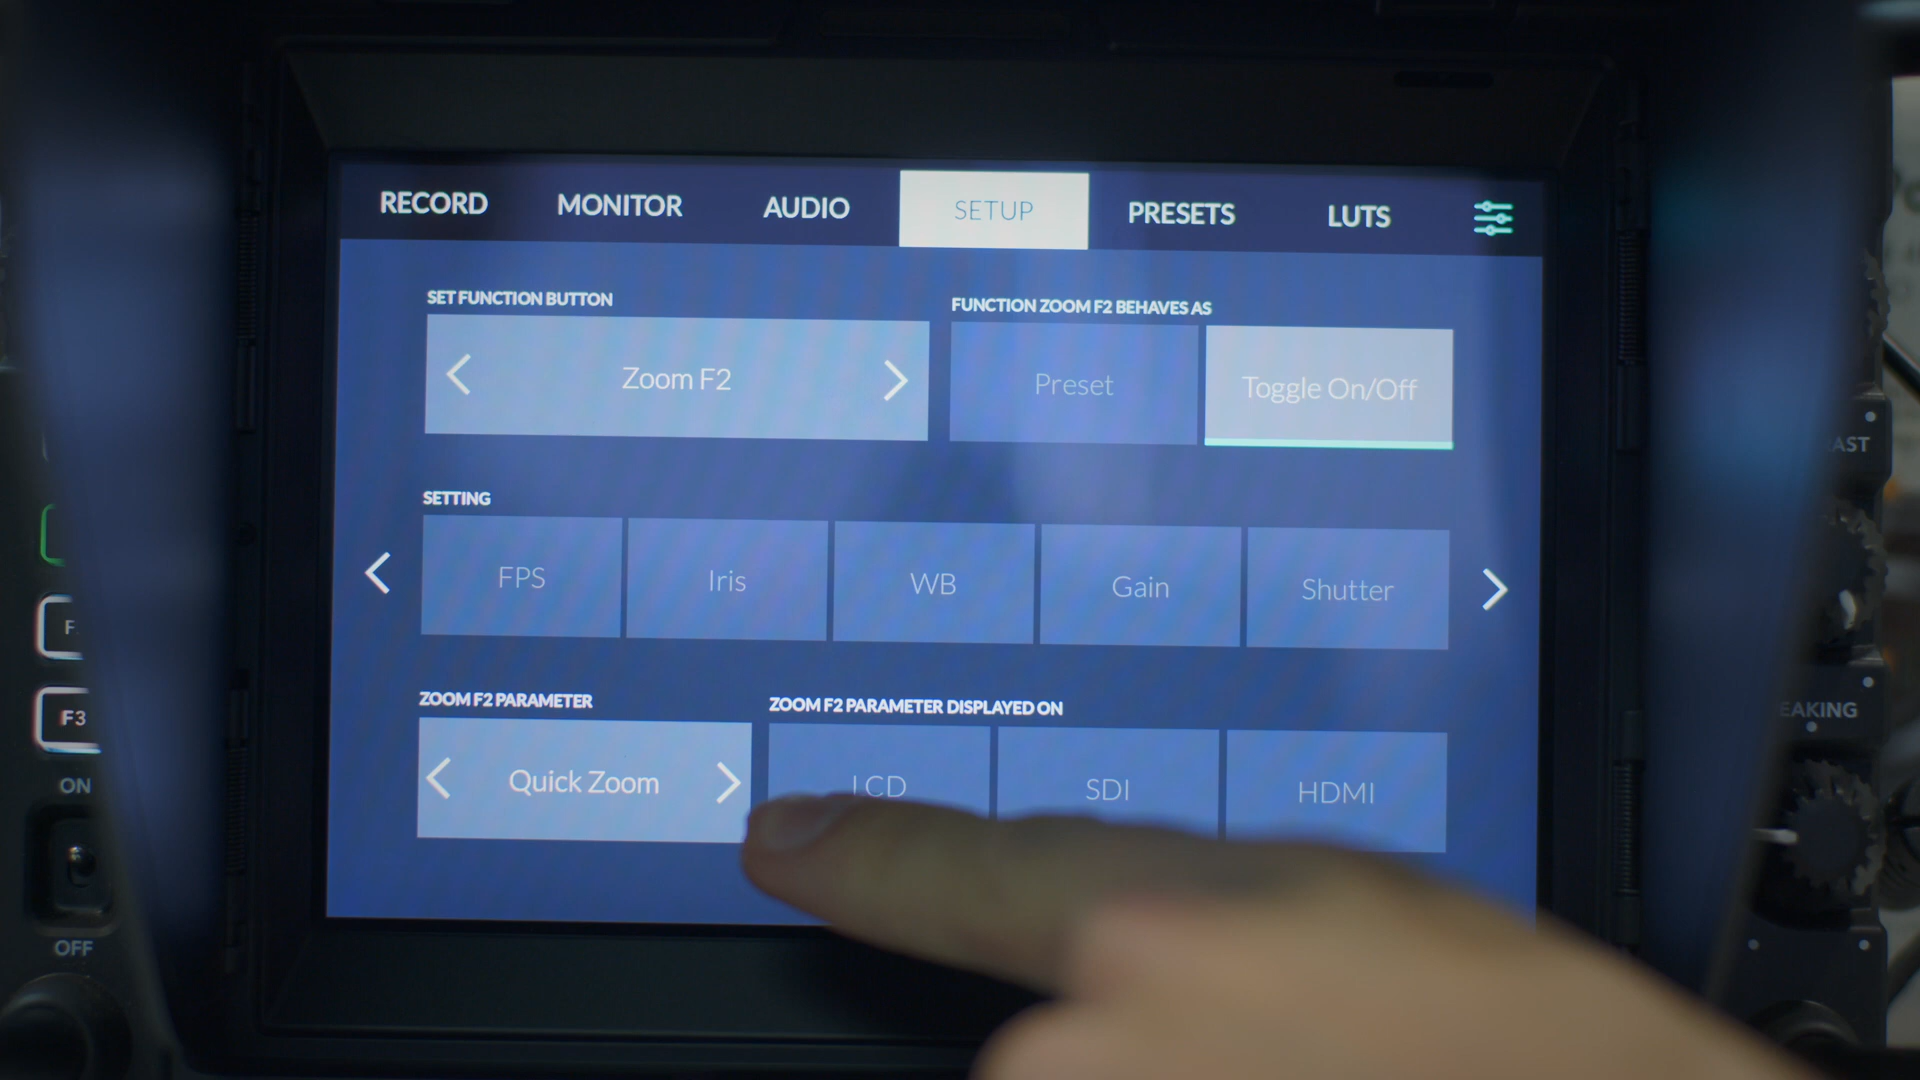 RECORD MONITOR AUDIO SETUP PRESETS LUTS
SET FUNCTION BUTTON
FUNCTION ZOOM F2 BEHAVES AS
Zoom F2
Preset
Toggle On/Off
SETTING
FPS
Iris
WB
Gain
Shutter
ZOOM F2 PARAMETER
ZOOM F2 PARAMETER DISPLAYED ON
Quick Zoom
LCD
SDI
HDMI
F
F3
ON
OFF
AST
EAKING